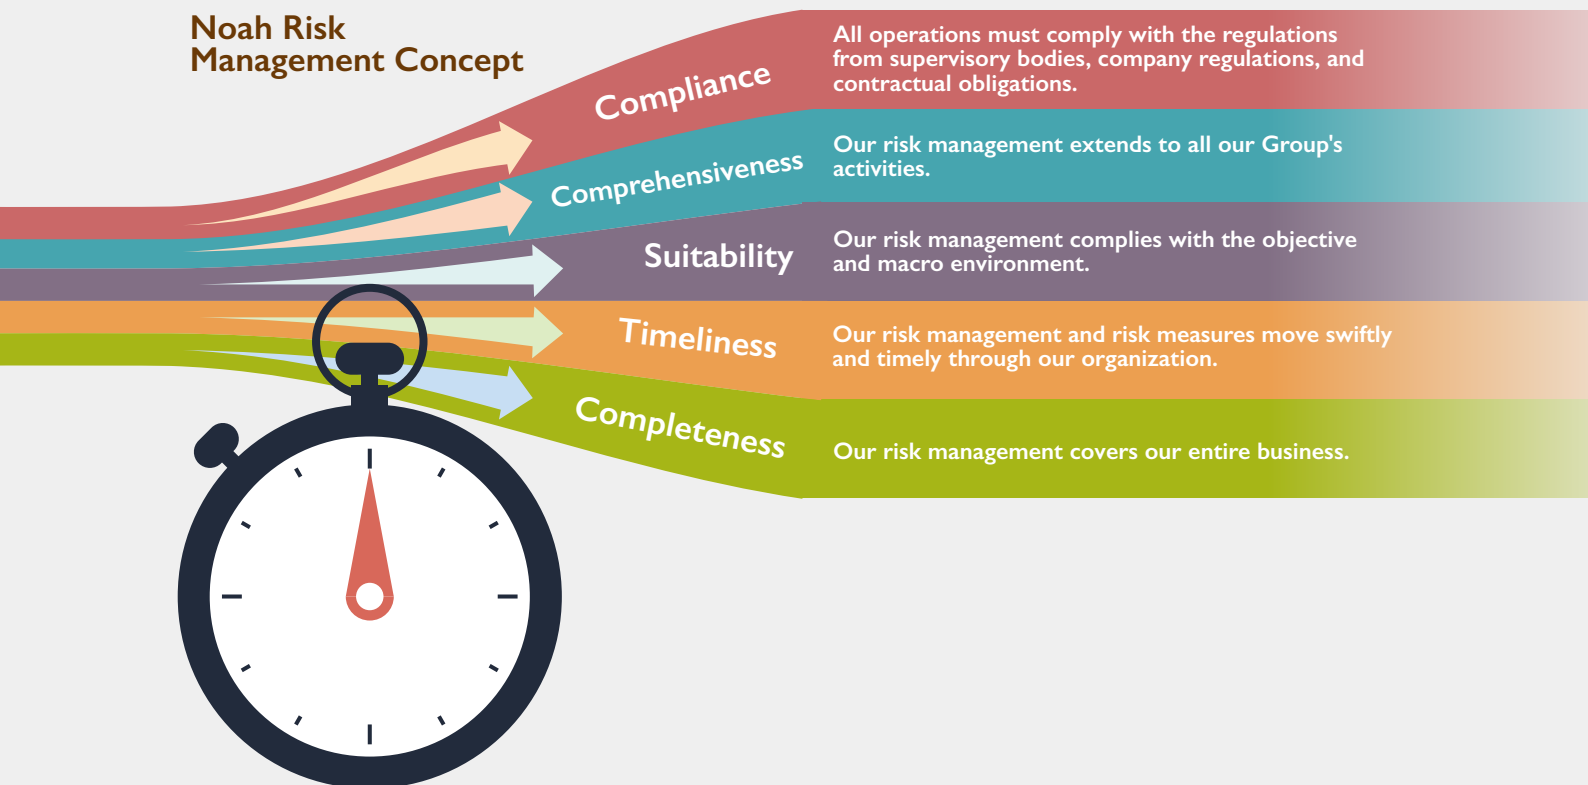 Noah Risk
Management Concept
Compliance
All operations must comply with the regulations
from supervisory bodies, company regulations, and
contractual obligations.
Comprehensiveness
Our risk management extends to all our Group's
activities.
Suitability
Our risk management complies with the objective
and macro environment.
Timeliness
Our risk management and risk measures move swiftly
and timely through our organization.
Completeness
Our risk management covers our entire business.